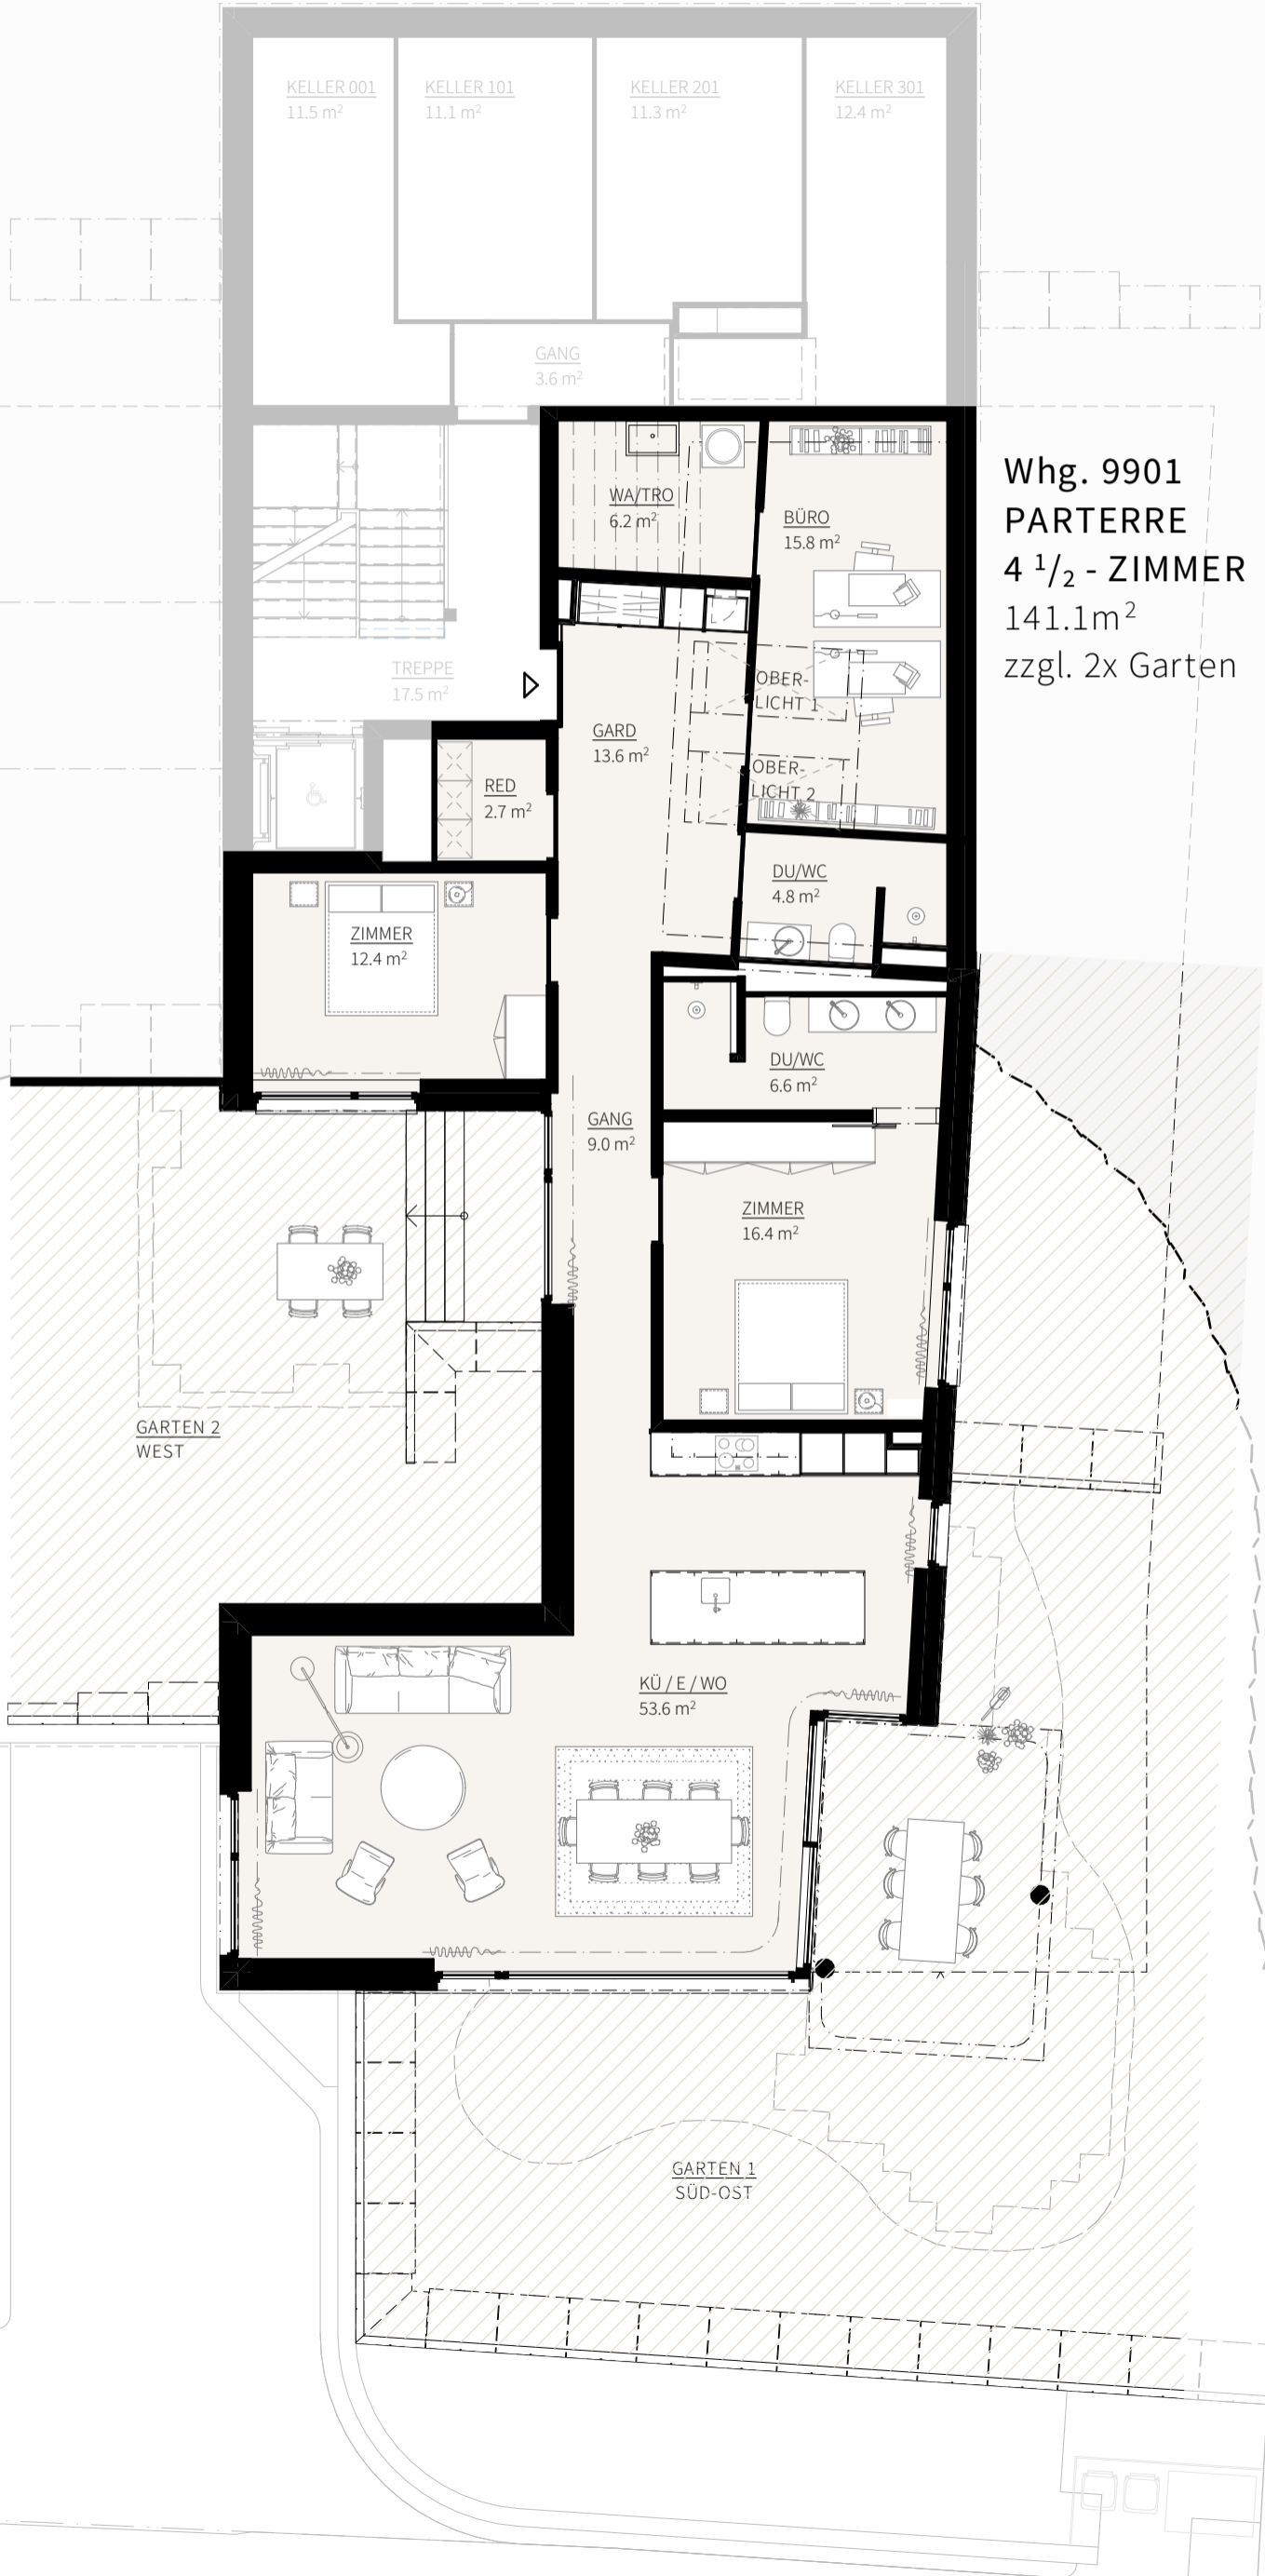 KELLER 001
11.5 m²
KELLER 101
11.1 m²
KELLER 201
11.3 m²
KELLER 301
12.4 m²
GANG
3.6 m²
Whg. 9901
PARTERRE
4 ¹/₂ - ZIMMER
141.1m²
zzgl. 2x Garten
WA/TRO
6.2 m²
BÜRO
15.8 m²
TREPPE
17.5 m²
OBER-
LICHT 1
GARD
13.6 m²
OBER-
LICHT 2
RED
2.7 m²
DU/WC
4.8 m²
ZIMMER
12.4 m²
DU/WC
6.6 m²
GANG
9.0 m²
ZIMMER
16.4 m²
GARTEN 2
WEST
KÜ / E / WO
53.6 m²
GARTEN 1
SÜD-OST